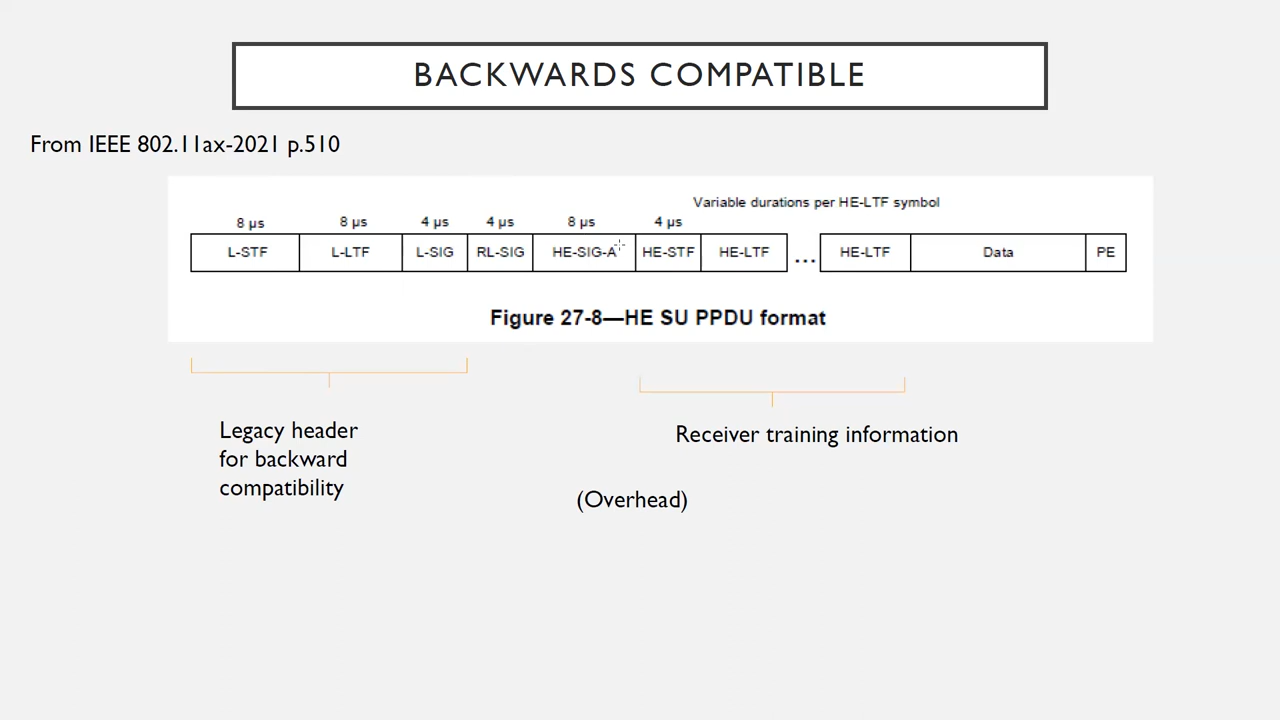 BACKWARDS COMPATIBLE
From IEEE 802.11ax-2021 p.510
Variable durations per HE-LTF symbol
8 µs 8 µs 4 µs 4 µs 8 µs 4 µs
L-STF L-LTF L-SIG RL-SIG HE-SIG-A HE-STF HE-LTF ... HE-LTF Data PE
Figure 27-8—HE SU PPDU format
Legacy header
for backward
compatibility
Receiver training information
(Overhead)